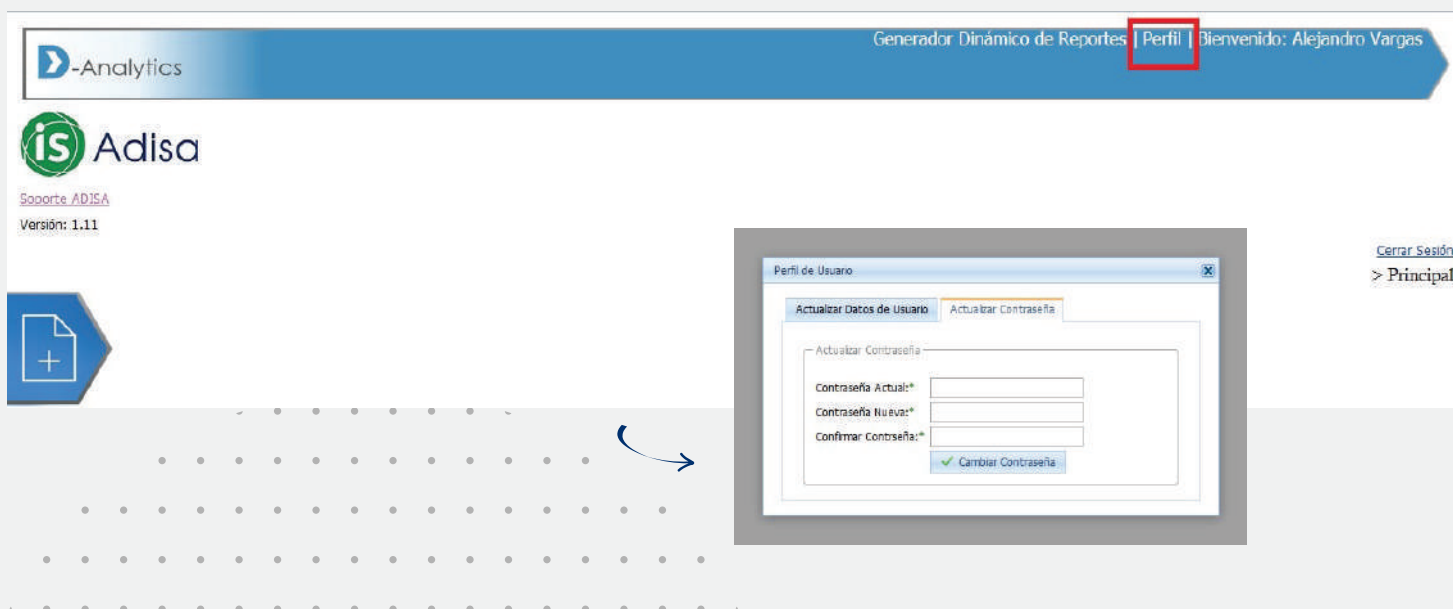 Generador Dinámico de Reportes | Perfil | Bienvenido: Alejandro Vargas
D-Analytics
is Adisa
Soporte ADISA
Versión: 1.11
Cerrar Sesión
> Principal
Perfil de Usuario
Actualizar Datos de Usuario Actualizar Contraseña
Actualizar Contraseña
Contraseña Actual:*
Contraseña Nueva:*
Confirmar Contrseña:*
Cambiar Contraseña